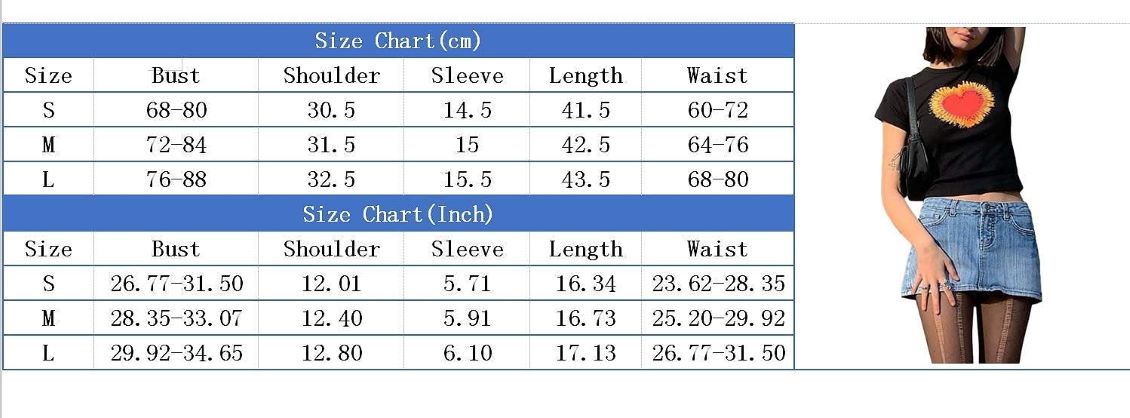 Size Chart(cm)
Size Bust Shoulder Sleeve Length Waist
S 68-80 30.5 14.5 41.5 60-72
M 72-84 31.5 15 42.5 64-76
L 76-88 32.5 15.5 43.5 68-80
Size Chart(Inch)
Size Bust Shoulder Sleeve Length Waist
S 26.77-31.50 12.01 5.71 16.34 23.62-28.35
M 28.35-33.07 12.40 5.91 16.73 25.20-29.92
L 29.92-34.65 12.80 6.10 17.13 26.77-31.50